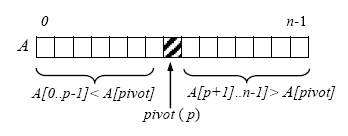 0 n-1
A
A[0..p-1]< A[pivot] A[p+1]..n-1]> A[pivot]
pivot ( p )